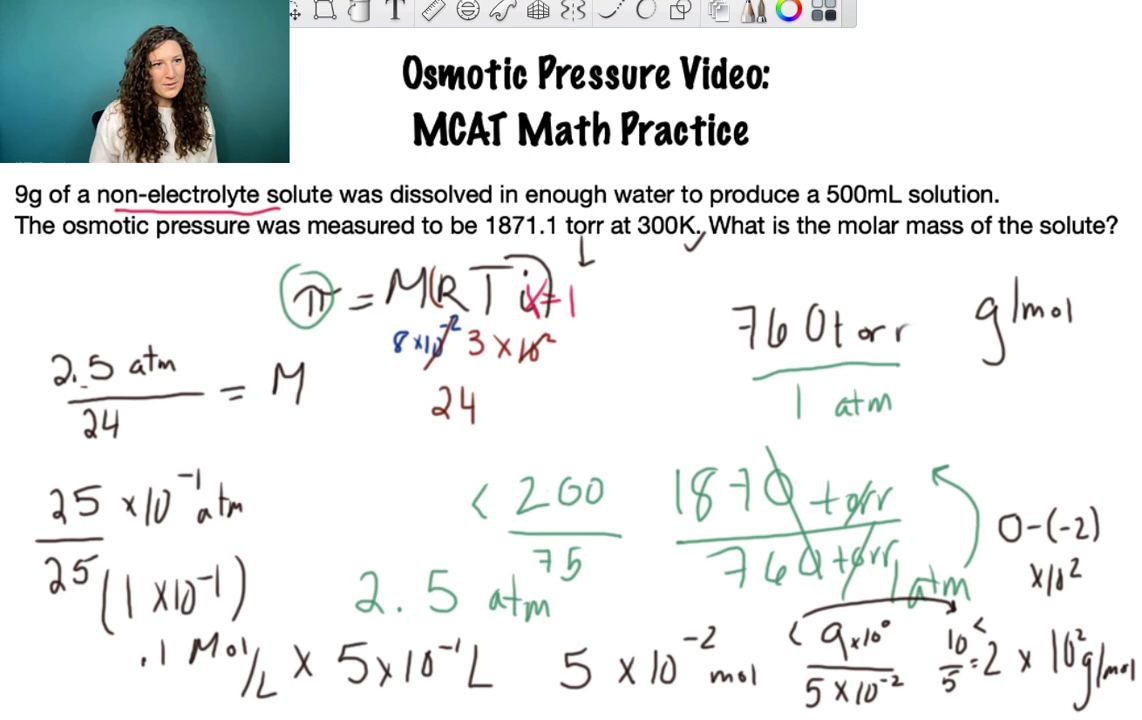 T
Osmotic Pressure Video:
MCAT Math Practice
9g of a non-electrolyte solute was dissolved in enough water to produce a 500mL solution.
The osmotic pressure was measured to be 1871.1 torr at 300K. What is the molar mass of the solute?
π = M(RTi) i=1
8 x 10^-2 3 x 10^2
24
760 torr
1 atm
g/mol
2.5 atm
24
= M
25 x 10^-1 atm
25
(1 x 10^-1)
< 200
75
2.5 atm
1870 torr
760 torr
1 atm
0-(-2)
x10^2
.1 Mol/L x 5x10^-1 L
5 x 10^-2 mol
< 9x10^0
5 x 10^-2
10<
5
= 2 x 10^2 g/mol